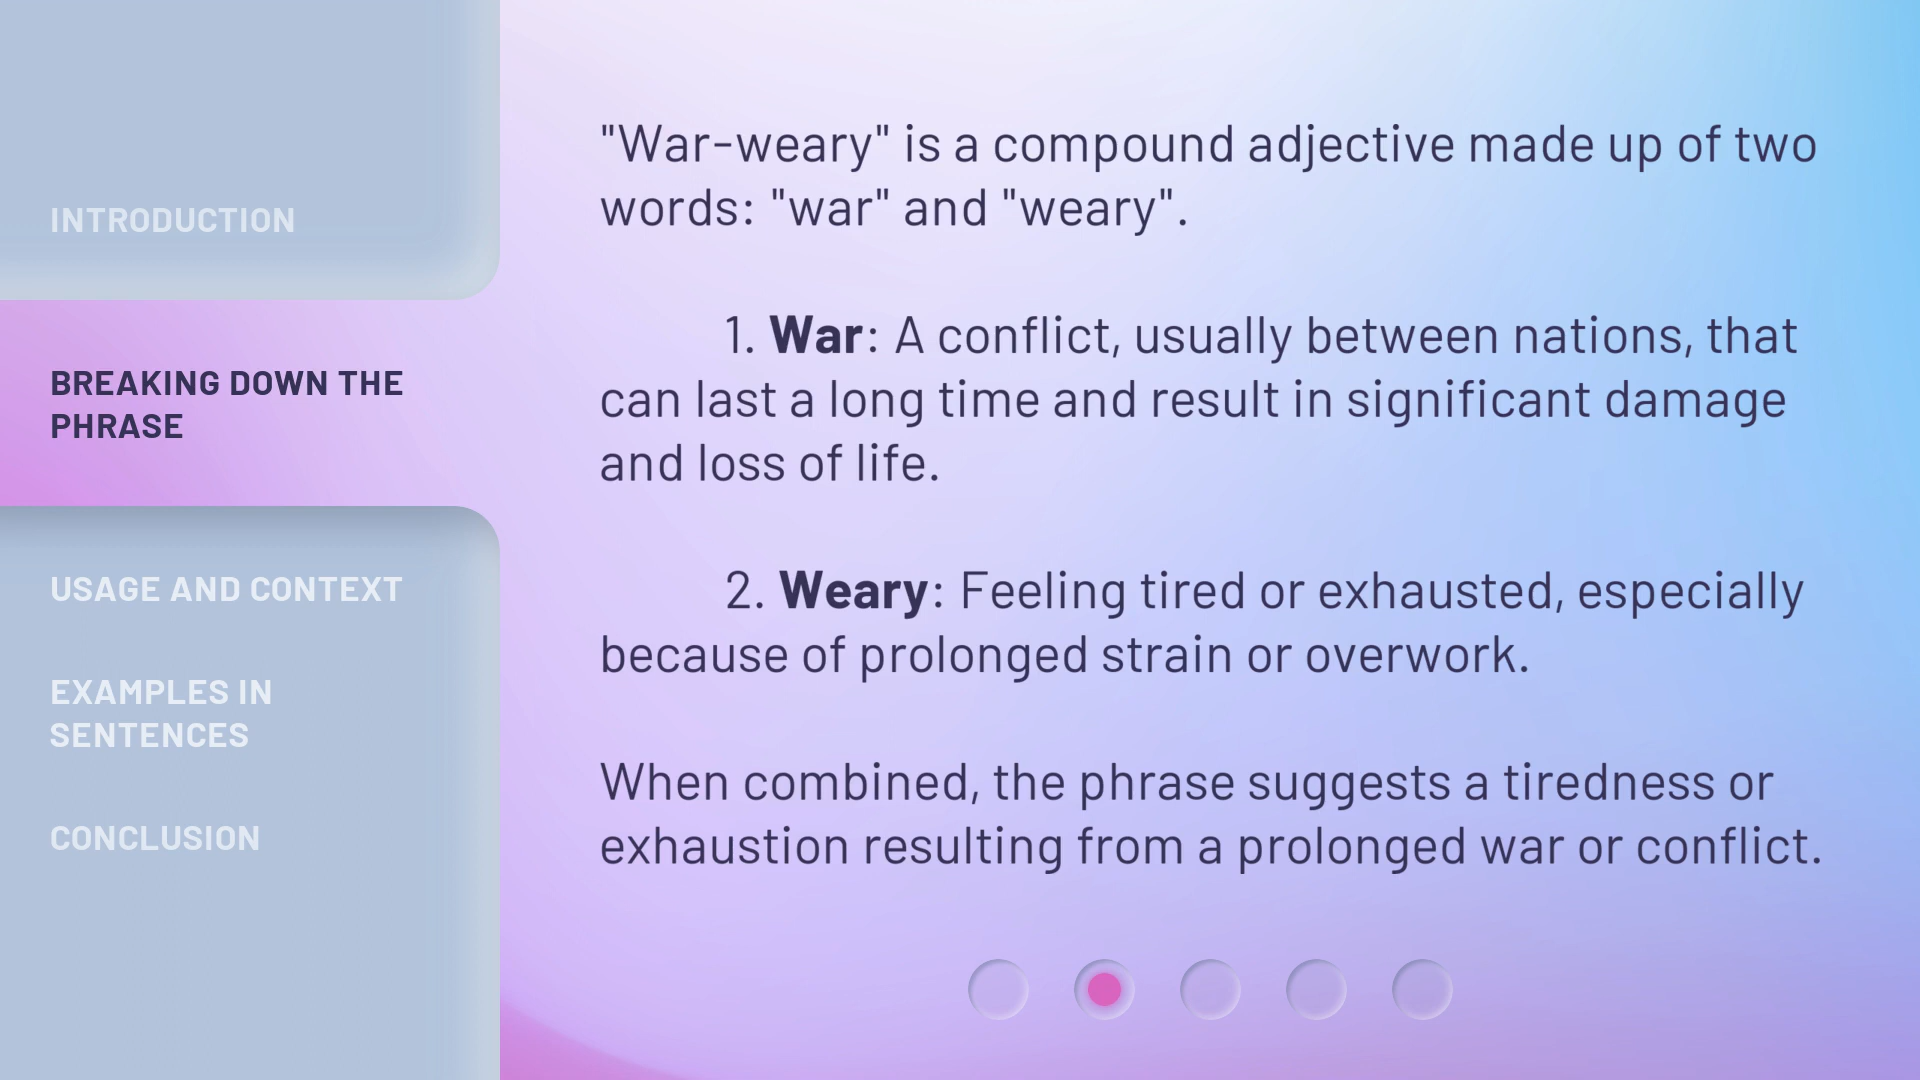 INTRODUCTION
BREAKING DOWN THE
PHRASE
USAGE AND CONTEXT
EXAMPLES IN
SENTENCES
CONCLUSION
"War-weary" is a compound adjective made up of two
words: "war" and "weary".
1. War: A conflict, usually between nations, that
can last a long time and result in significant damage
and loss of life.
2. Weary: Feeling tired or exhausted, especially
because of prolonged strain or overwork.
When combined, the phrase suggests a tiredness or
exhaustion resulting from a prolonged war or conflict.